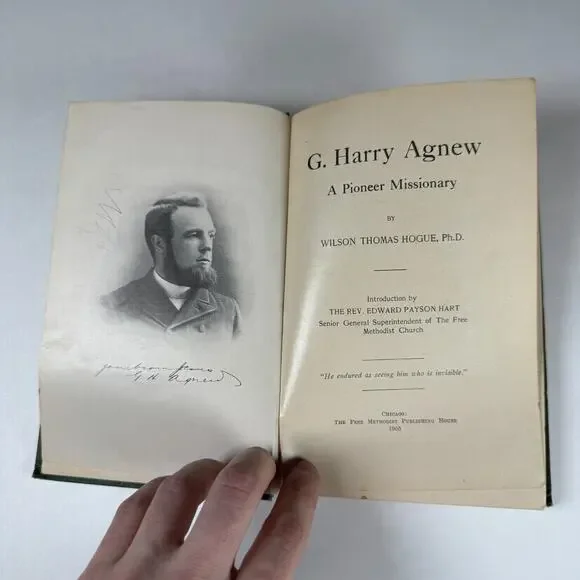 G. H. Agnew
G. Harry Agnew
A Pioneer Missionary
BY
WILSON THOMAS HOGUE, Ph.D.
Introduction by
THE REV. EDWARD PAYSON HART
Senior General Superintendent of The Free
Methodist Church
"He endured as seeing him who is invisible."
CHICAGO:
THE FREE METHODIST PUBLISHING HOUSE
1905